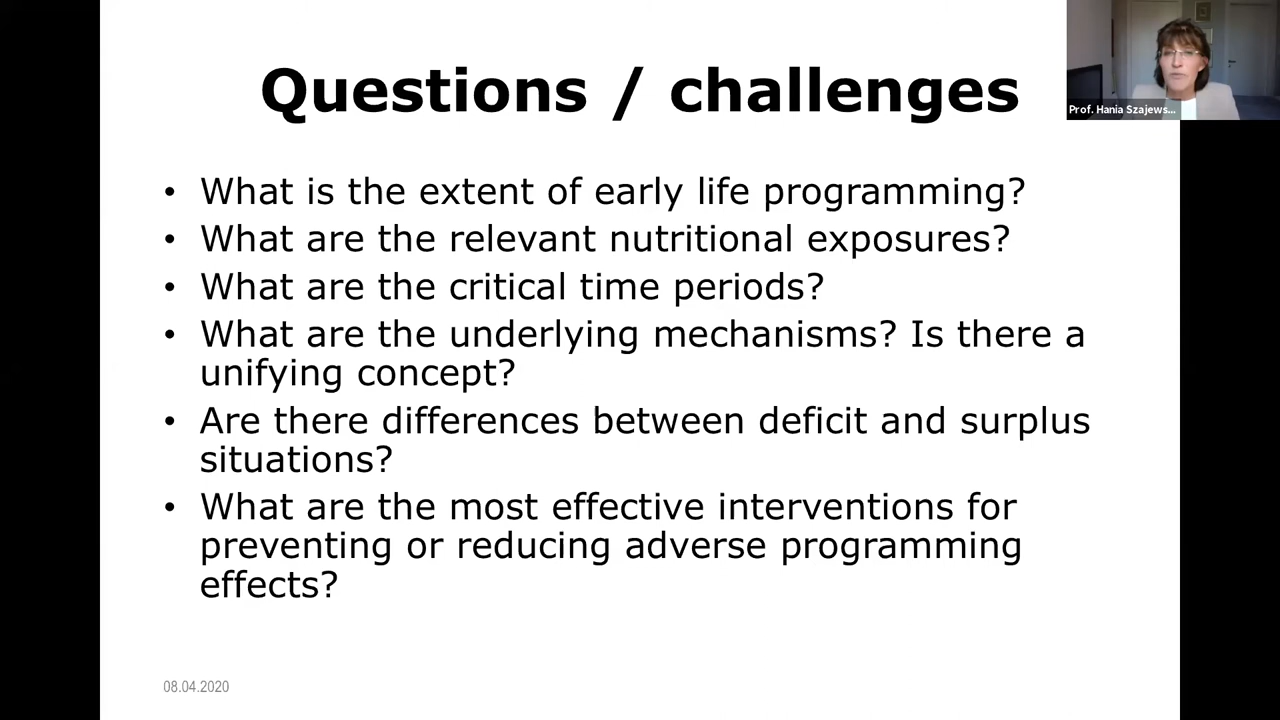 Questions / challenges
Prof. Hania Szajews...
• What is the extent of early life programming?
• What are the relevant nutritional exposures?
• What are the critical time periods?
• What are the underlying mechanisms? Is there a
unifying concept?
• Are there differences between deficit and surplus
situations?
• What are the most effective interventions for
preventing or reducing adverse programming
effects?
08.04.2020